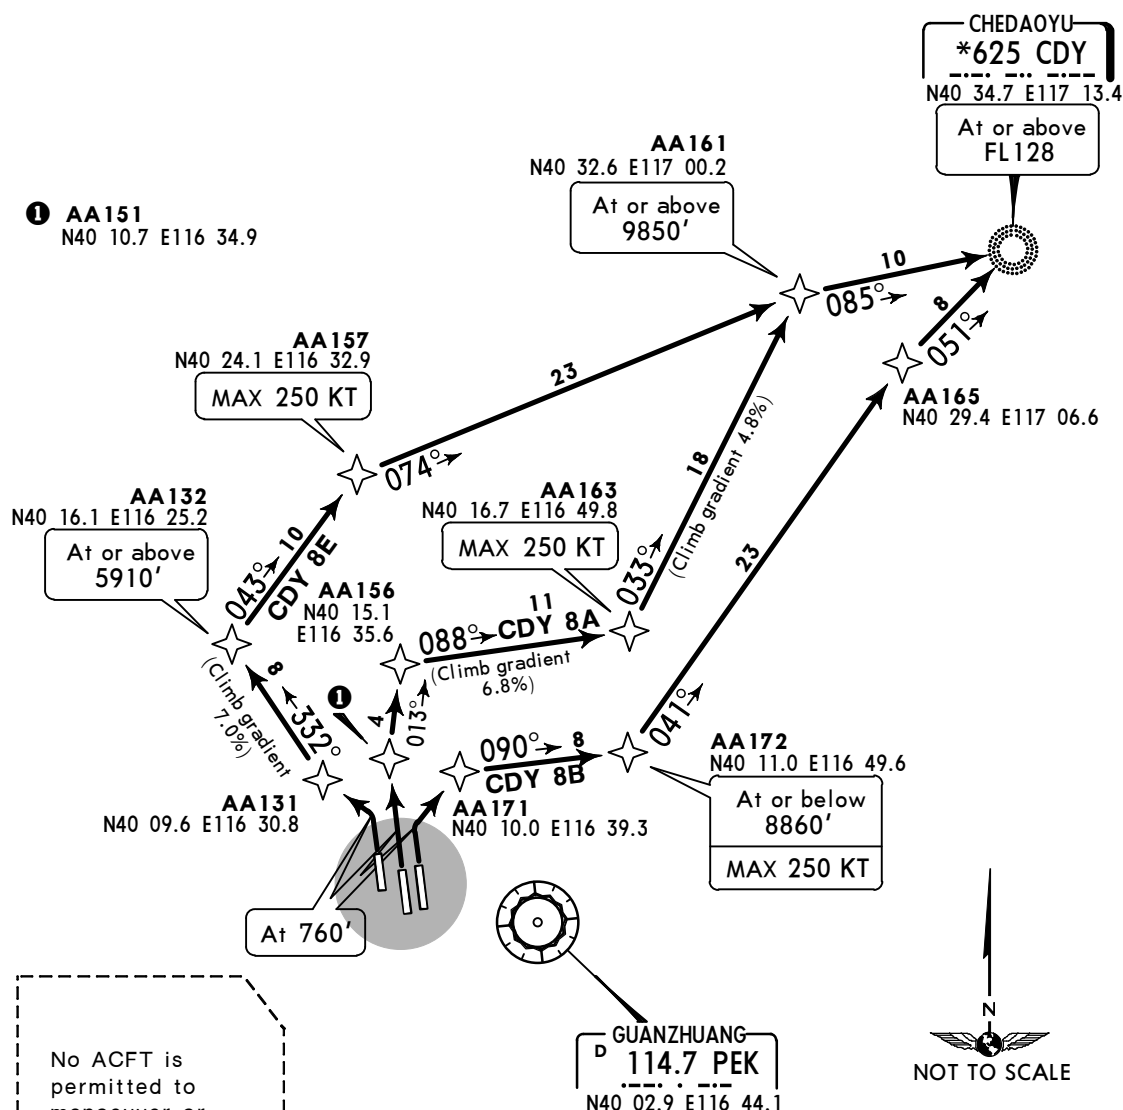 CHEDAOYU
*625 CDY
N40 34.7 E117 13.4
At or above
FL128
AA161
N40 32.6 E117 00.2
At or above
9850'
❶ AA151
N40 10.7 E116 34.9
10
085°
8
051°
AA157
N40 24.1 E116 32.9
MAX 250 KT
23
074°
AA165
N40 29.4 E117 06.6
AA132
N40 16.1 E116 25.2
At or above
5910'
10
043°
CDY 8E
AA163
N40 16.7 E116 49.8
MAX 250 KT
18
033°
(Climb gradient 4.8%)
23
041°
AA156
N40 15.1
E116 35.6
11
088° CDY 8A
(Climb gradient
6.8%)
8
332°
(Climb gradient
7.0%)
❶
4
013°
090° 8
CDY 8B
AA172
N40 11.0 E116 49.6
At or below
8860'
MAX 250 KT
AA131
N40 09.6 E116 30.8
AA171
N40 10.0 E116 39.3
At 760'
No ACFT is
permitted to
GUANZHUANG
D 114.7 PEK
N40 02.9 E116 44.1
N
NOT TO SCALE